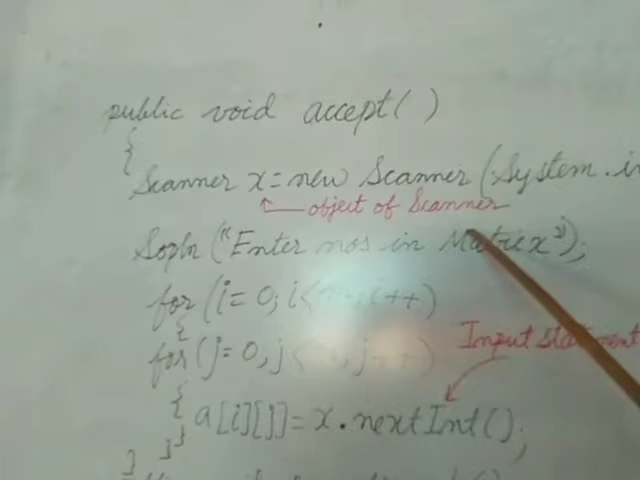 public void accept()
{
Scanner x = new Scanner (System.in
object of Scanner
Sopln ("Enter nos in Matrix");
for (i = 0; i< i++)
{
for (j= 0, j<
Input Statement
{ a[i][j] = x.nextInt();
}
} }